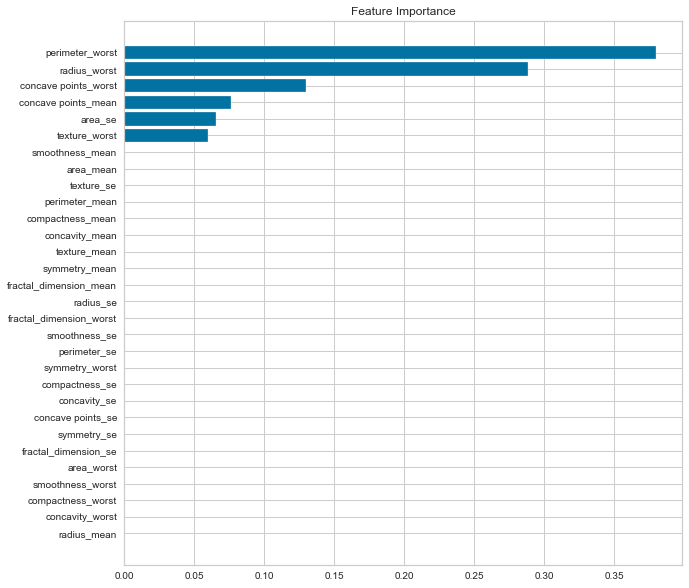 Feature Importance
perimeter_worst
radius_worst
concave points_worst
concave points_mean
area_se
texture_worst
smoothness_mean
area_mean
texture_se
perimeter_mean
compactness_mean
concavity_mean
texture_mean
symmetry_mean
fractal_dimension_mean
radius_se
fractal_dimension_worst
smoothness_se
perimeter_se
symmetry_worst
compactness_se
concavity_se
concave points_se
symmetry_se
fractal_dimension_se
area_worst
smoothness_worst
compactness_worst
concavity_worst
radius_mean
0.00 0.05 0.10 0.15 0.20 0.25 0.30 0.35